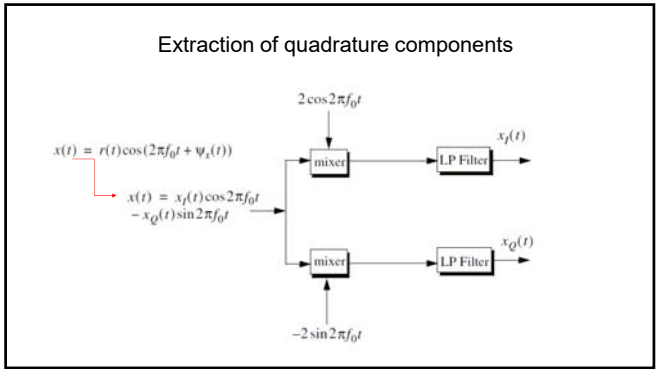 Extraction of quadrature components
2cos2πf₀t
x(t) = r(t)cos(2πf₀t + ψₓ(t))
mixer
LP Filter
x_I(t)
x(t) = x_I(t)cos2πf₀t
– x_Q(t)sin2πf₀t
mixer
LP Filter
x_Q(t)
–2sin2πf₀t